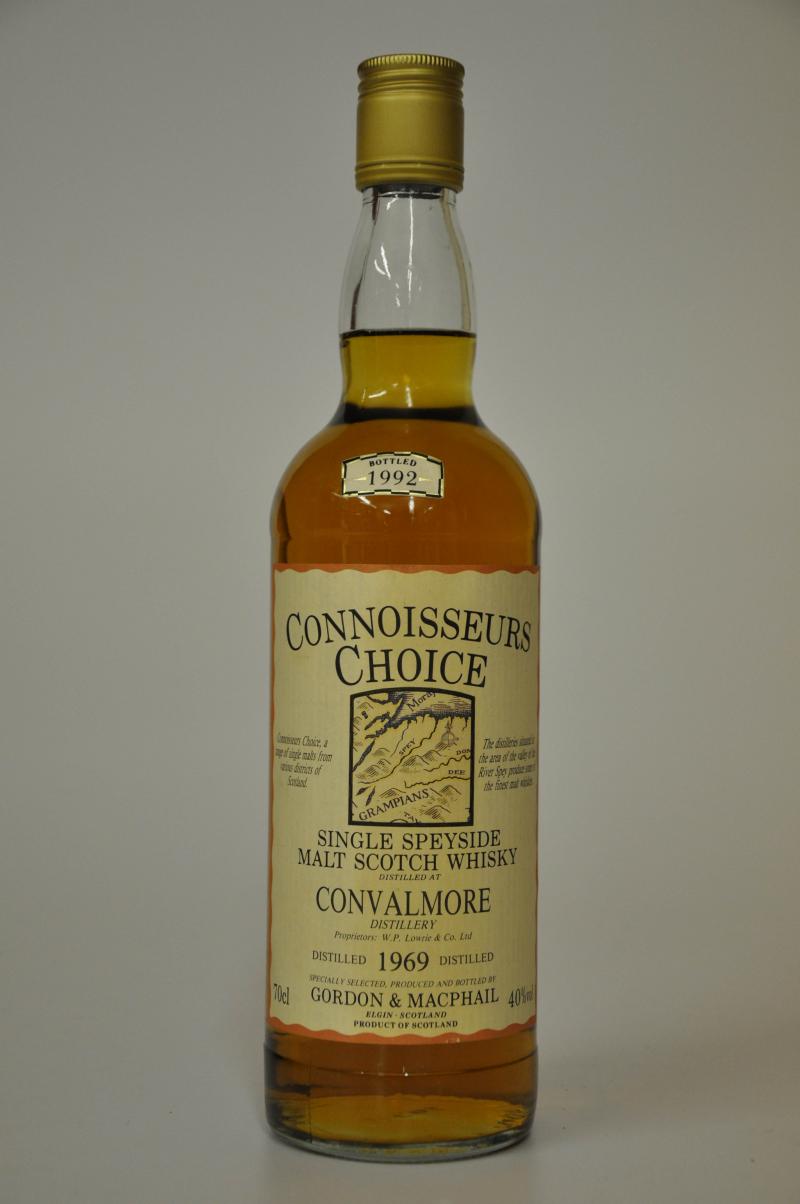 BOTTLED
1992
CONNOISSEURS
CHOICE
Moray
SPEY
DON
DEE
GRAMPIANS
Connoisseurs Choice, a
range of single malts from
various districts of
Scotland.
The distilleries situated in
the area of the valley of the
River Spey produce some of
the finest malt whiskies.
SINGLE SPEYSIDE
MALT SCOTCH WHISKY
DISTILLED AT
CONVALMORE
DISTILLERY
Proprietors: W.P. Lowrie & Co. Ltd
DISTILLED 1969 DISTILLED
SPECIALLY SELECTED, PRODUCED AND BOTTLED BY
70cl GORDON & MACPHAIL 40%vol
ELGIN · SCOTLAND
PRODUCT OF SCOTLAND